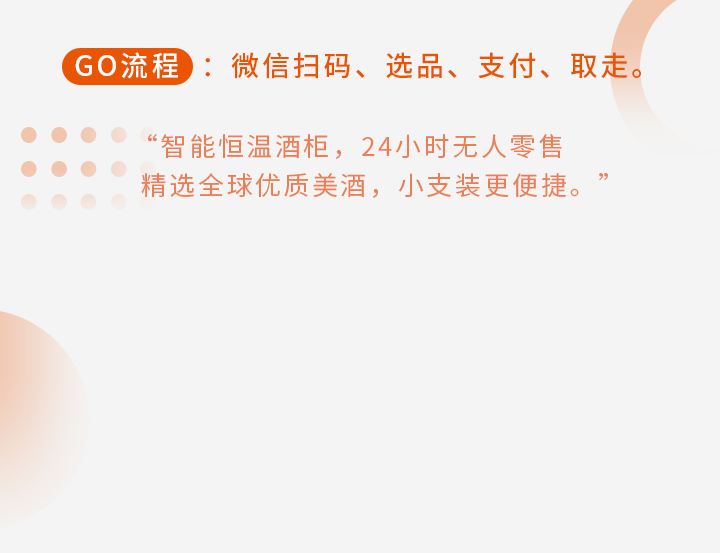 GO流程：微信扫码、选品、支付、取走。
“智能恒温酒柜，24小时无人零售
精选全球优质美酒，小支装更便捷。”